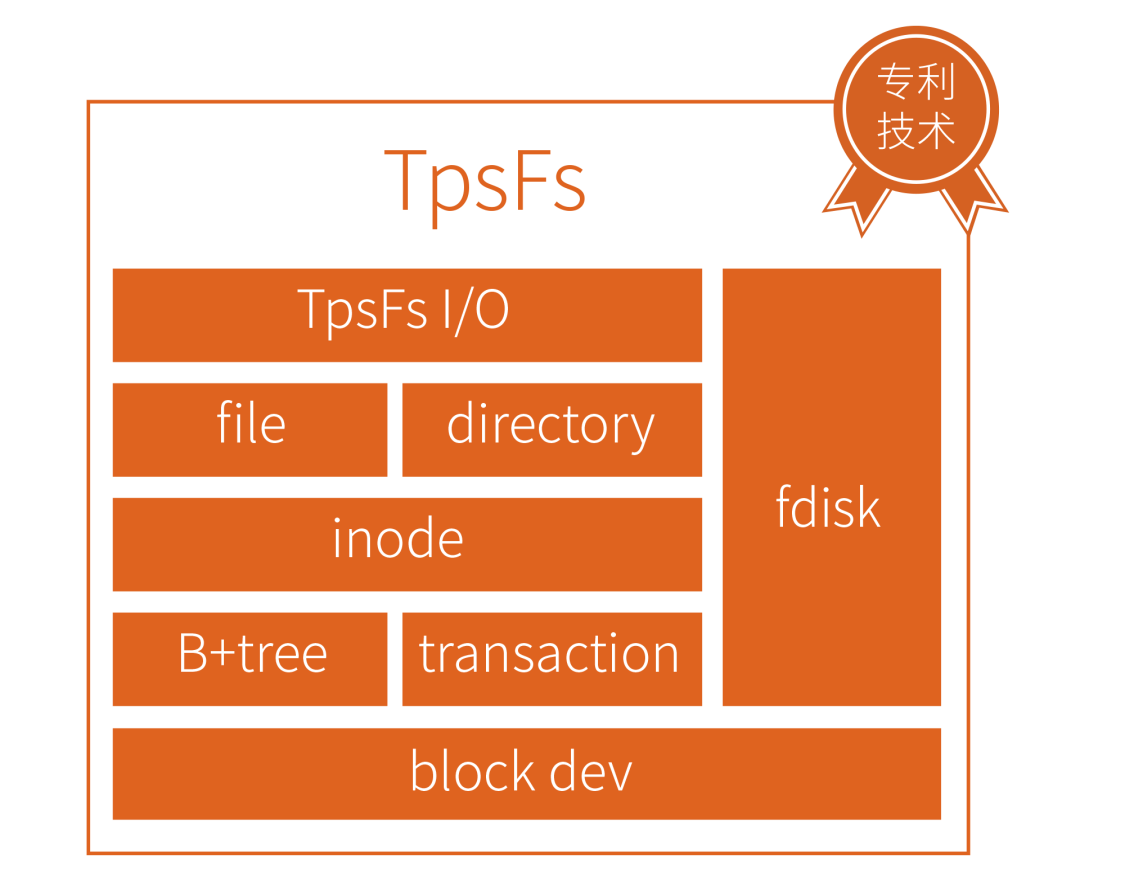 专利
技术
TpsFs
TpsFs I/O
file
directory
fdisk
inode
B+tree
transaction
block dev